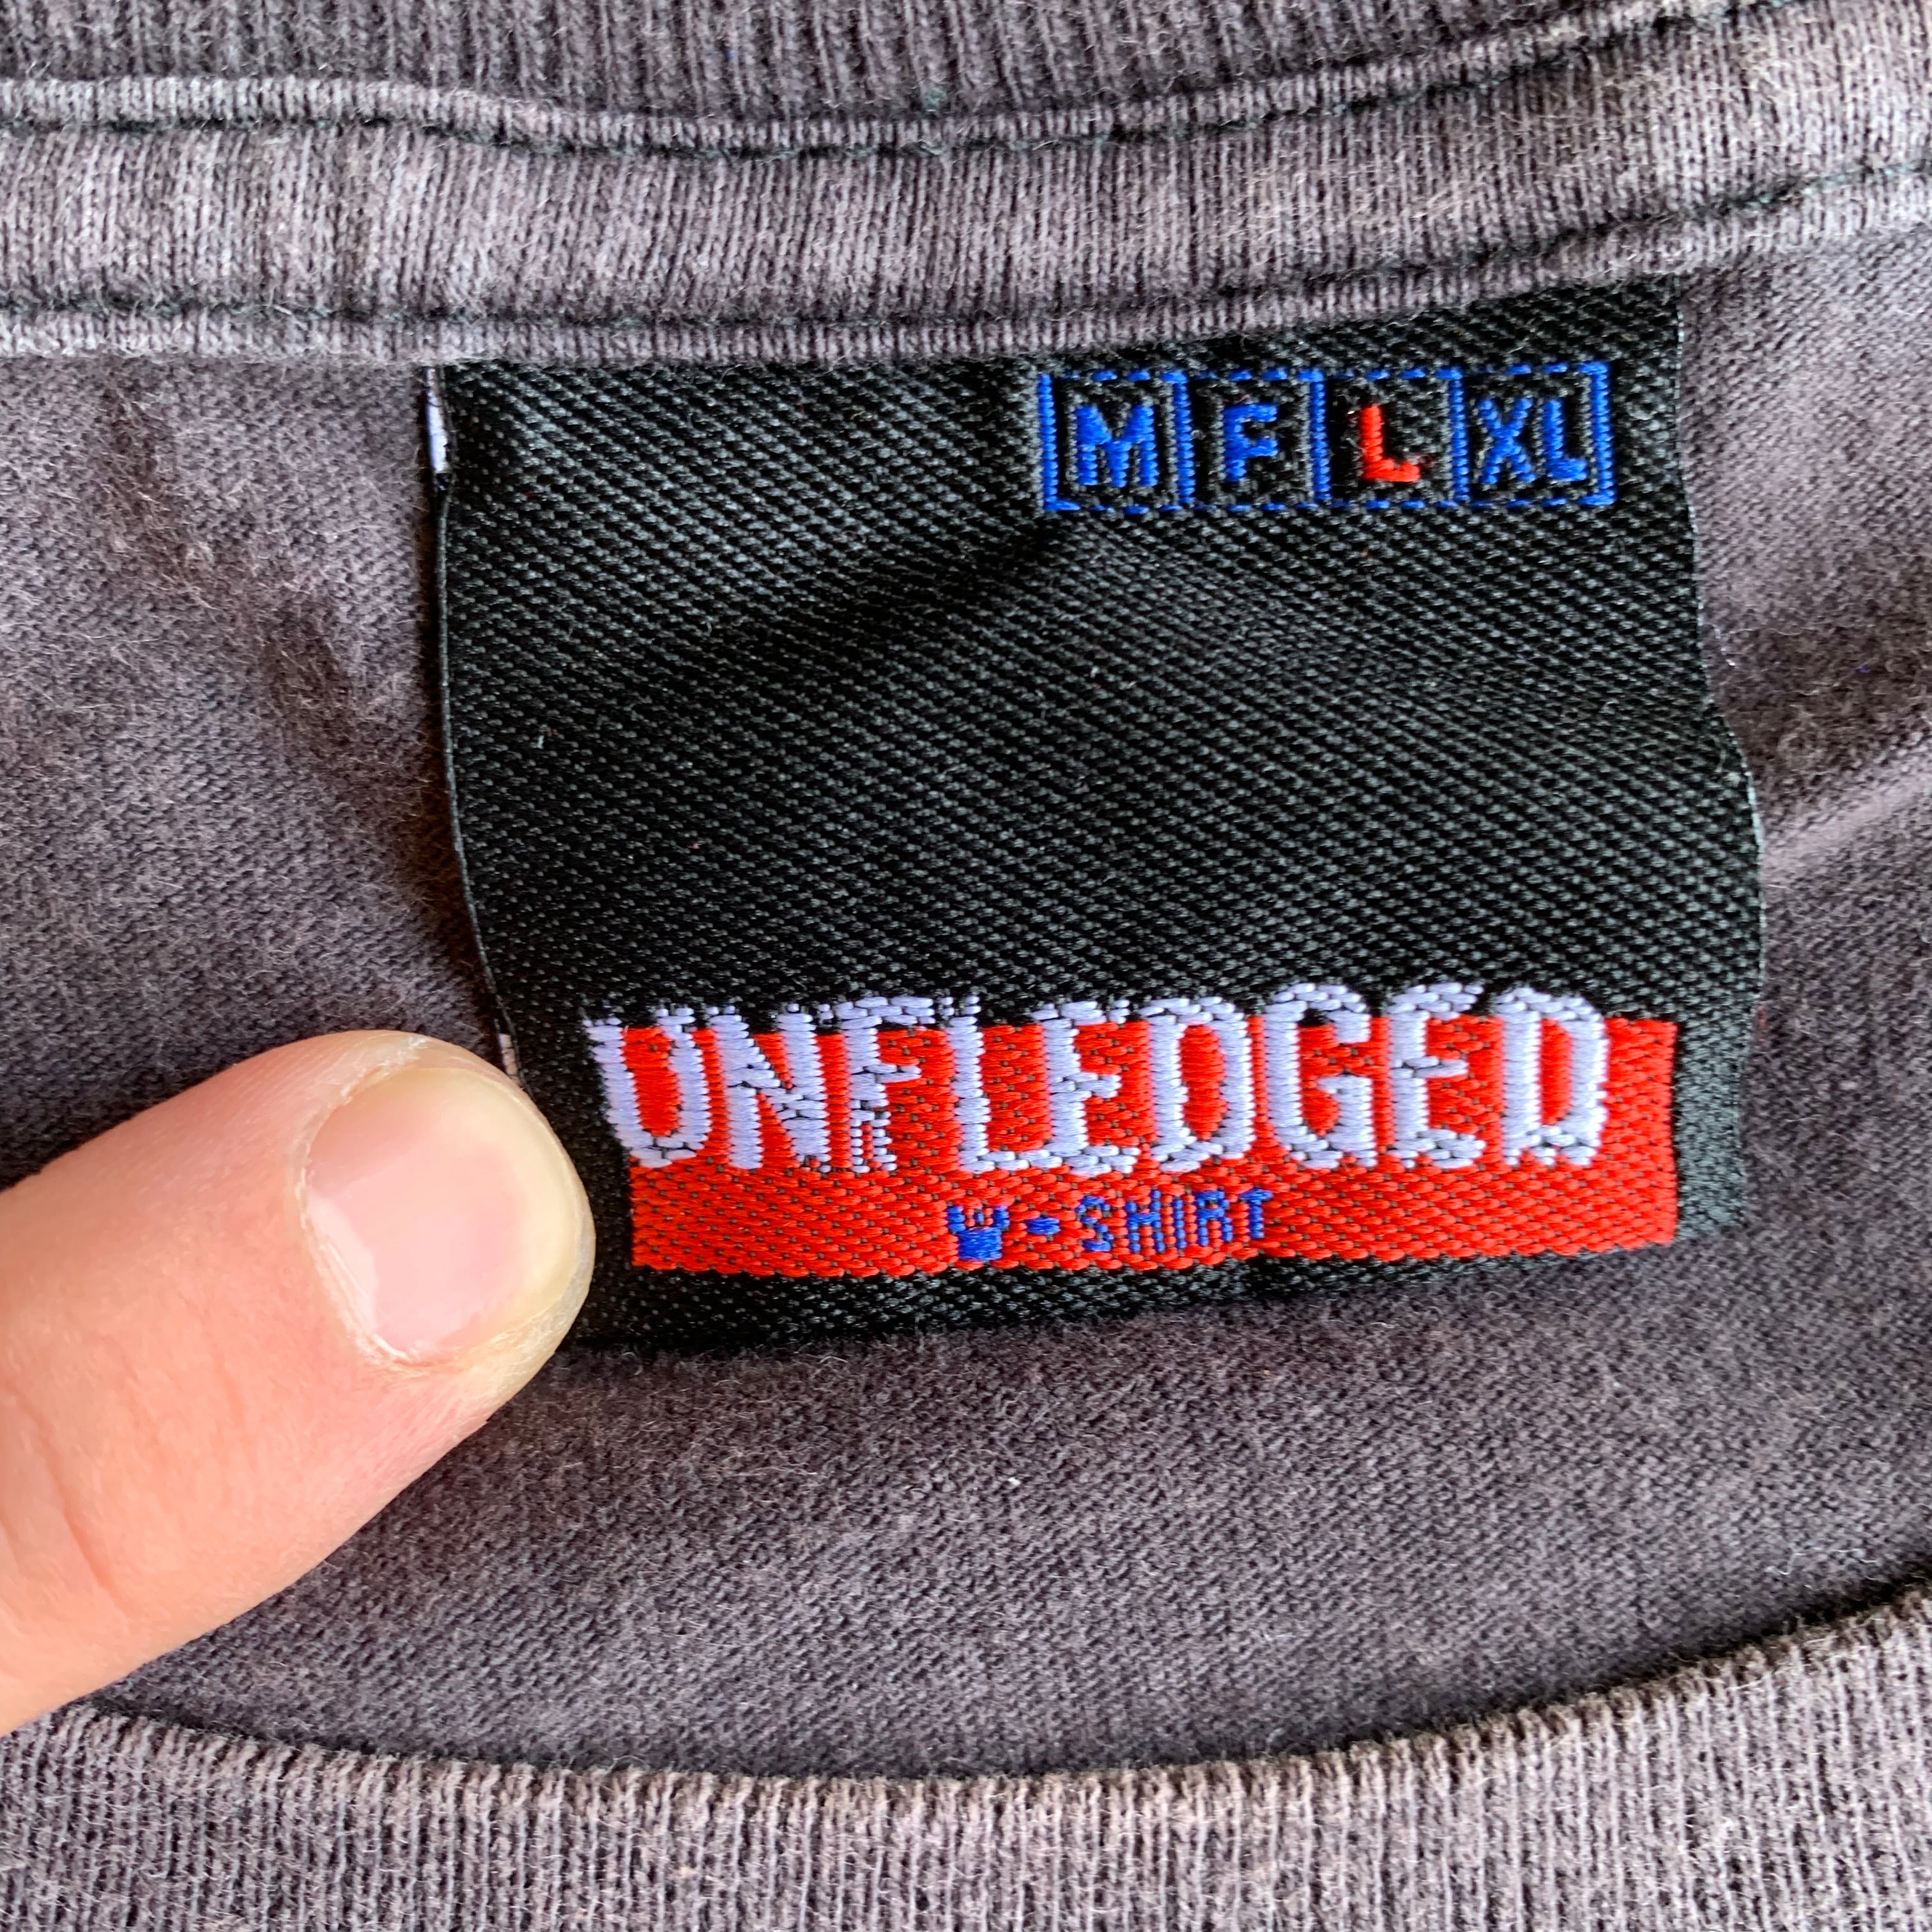 M F L XL
UNFLEDGED
W-SHIRT